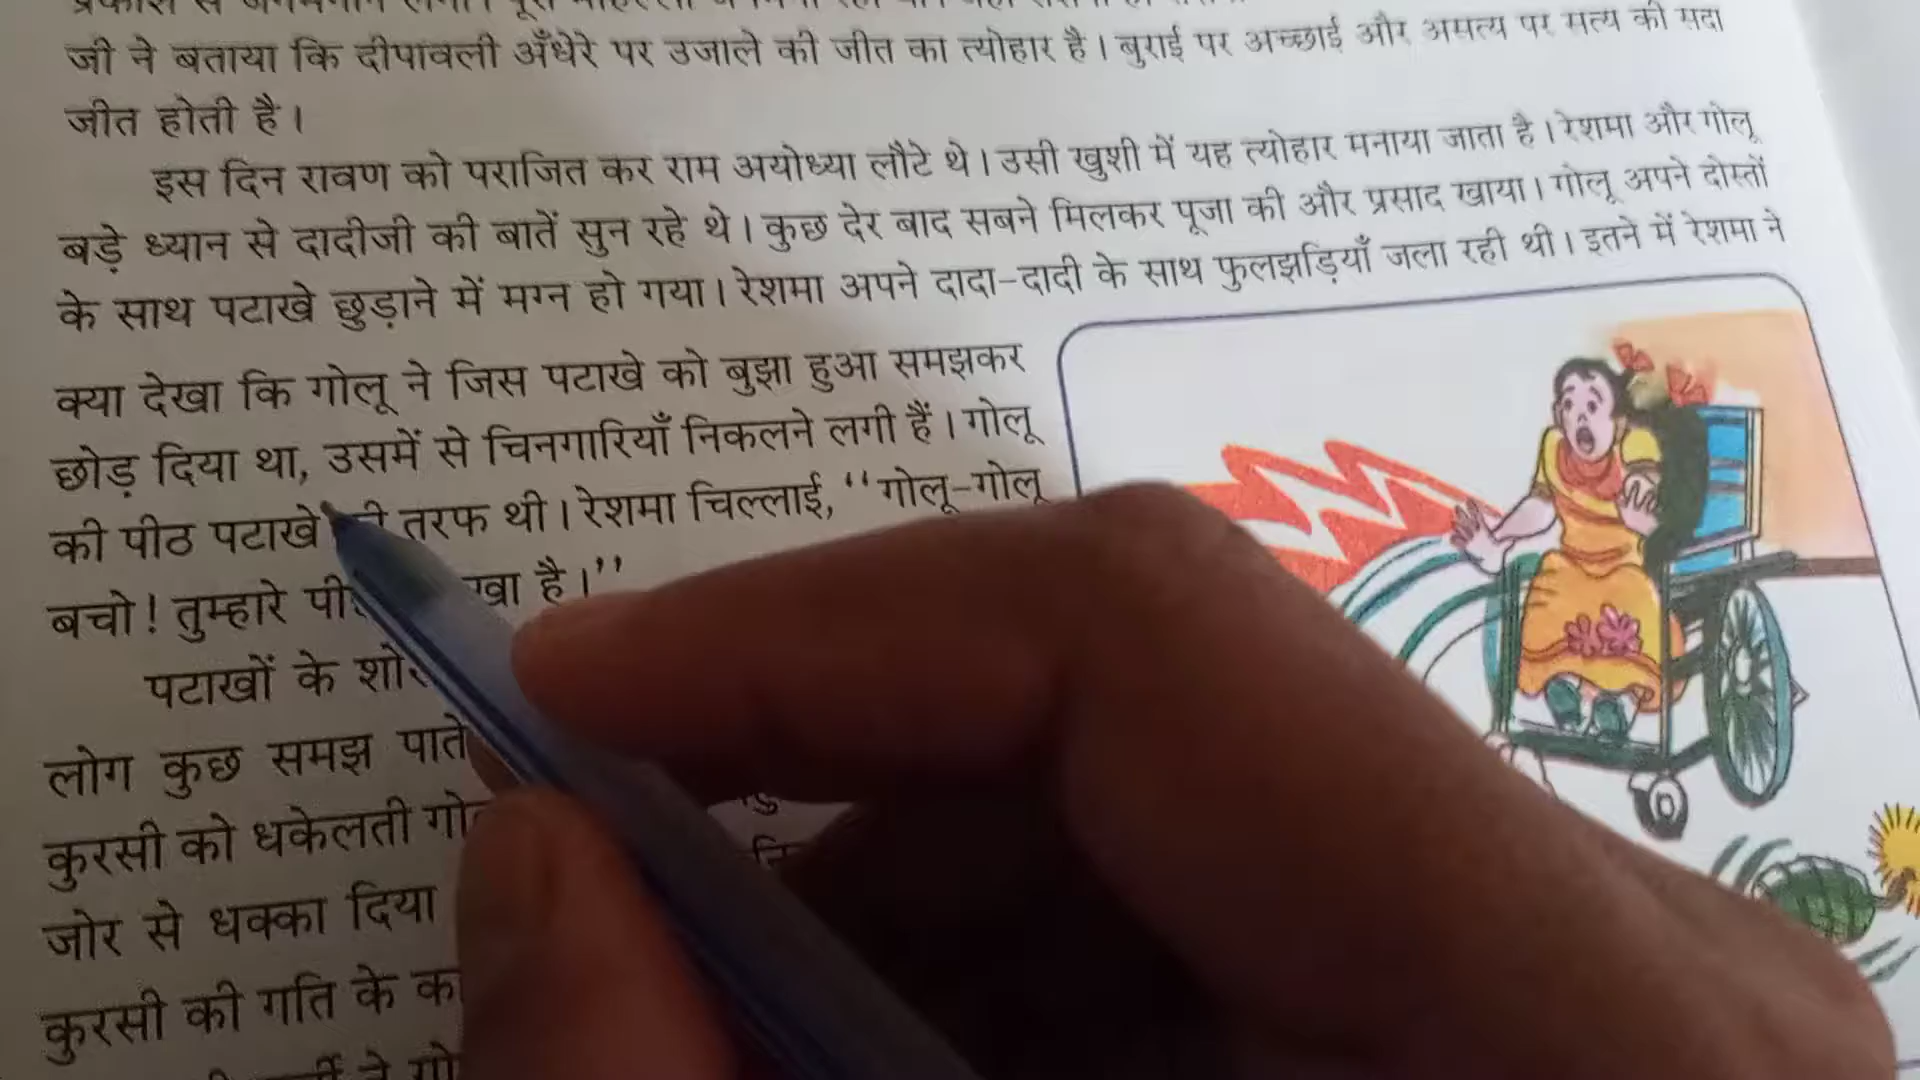 जी ने बताया कि दीपावली अँधेरे पर उजाले की जीत का त्योहार है। बुराई पर अच्छाई और असत्य पर सत्य की सदा
जीत होती है।
इस दिन रावण को पराजित कर राम अयोध्या लौटे थे। उसी खुशी में यह त्योहार मनाया जाता है। रेशमा और गोलू
बड़े ध्यान से दादीजी की बातें सुन रहे थे। कुछ देर बाद सबने मिलकर पूजा की और प्रसाद खाया। गोलू अपने दोस्तों
के साथ पटाखे छुड़ाने में मग्न हो गया। रेशमा अपने दादा-दादी के साथ फुलझड़ियाँ जला रही थी। इतने में रेशमा ने
क्या देखा कि गोलू ने जिस पटाखे को बुझा हुआ समझकर
छोड़ दिया था, उसमें से चिनगारियाँ निकलने लगी हैं। गोलू
की पीठ पटाखे तरफ थी। रेशमा चिल्लाई, ‘‘गोलू-गोलू
बचो! तुम्हारे है।’’
पटाखों के
लोग कुछ समझ पाते
कुरसी को धकेलती
जोर से धक्का दिया
कुरसी की गति के